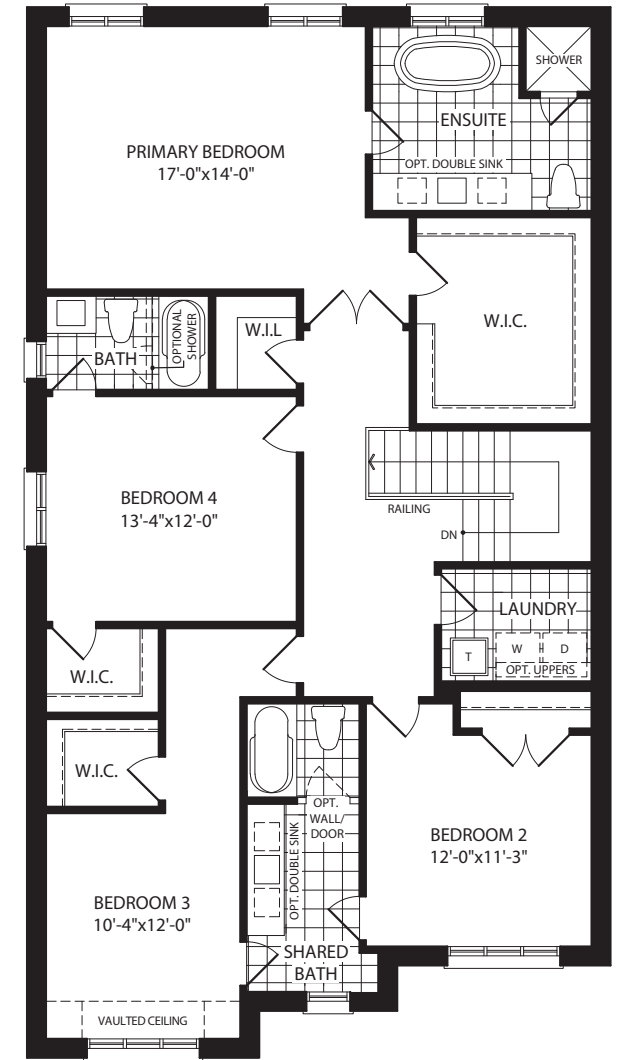 SHOWER
ENSUITE
OPT. DOUBLE SINK
PRIMARY BEDROOM
17'-0"x14'-0"
W.I.C.
W.I.L
OPTIONAL
SHOWER
BATH
BEDROOM 4
13'-4"x12'-0"
RAILING
DN
LAUNDRY
T
W
D
OPT. UPPERS
W.I.C.
W.I.C.
OPT.
WALL/
DOOR
OPT. DOUBLE SINK
BEDROOM 2
12'-0"x11'-3"
BEDROOM 3
10'-4"x12'-0"
SHARED
BATH
VAULTED CEILING